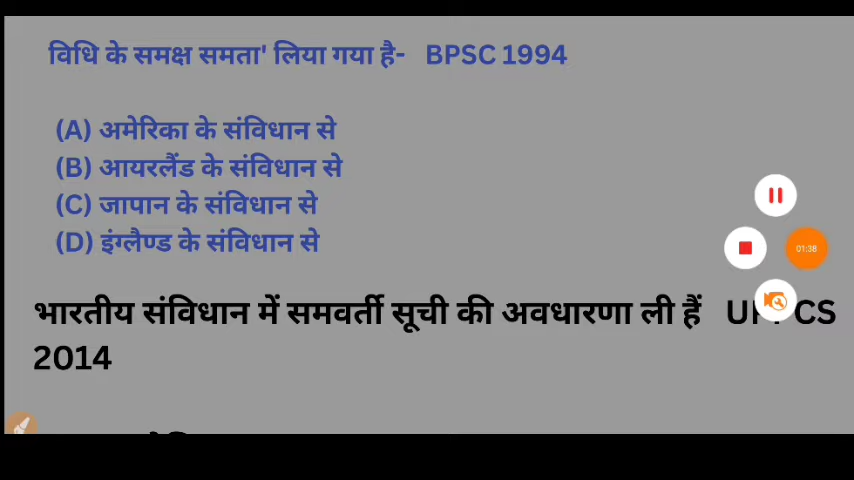 विधि के समक्ष समता' लिया गया है- BPSC 1994
(A) अमेरिका के संविधान से
(B) आयरलैंड के संविधान से
(C) जापान के संविधान से
(D) इंग्लैण्ड के संविधान से
भारतीय संविधान में समवर्ती सूची की अवधारणा ली हैं
2014
01:38